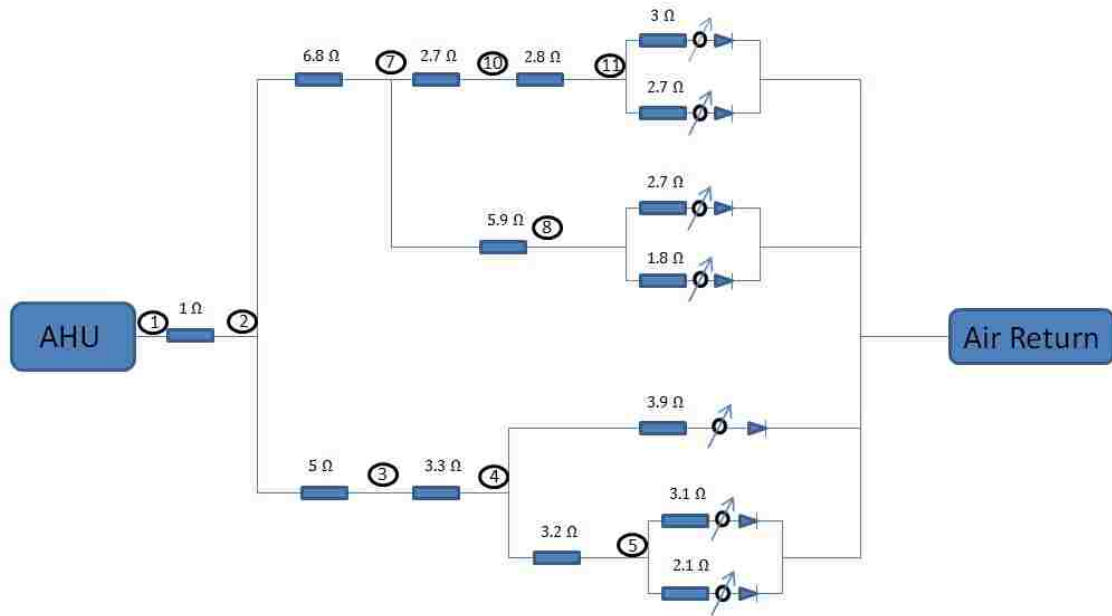 3 Ω
6.8 Ω
7
2.7 Ω
10
2.8 Ω
11
2.7 Ω
2.7 Ω
5.9 Ω
8
1.8 Ω
AHU
1
1 Ω
2
Air Return
3.9 Ω
5 Ω
3
3.3 Ω
4
3.1 Ω
3.2 Ω
5
2.1 Ω